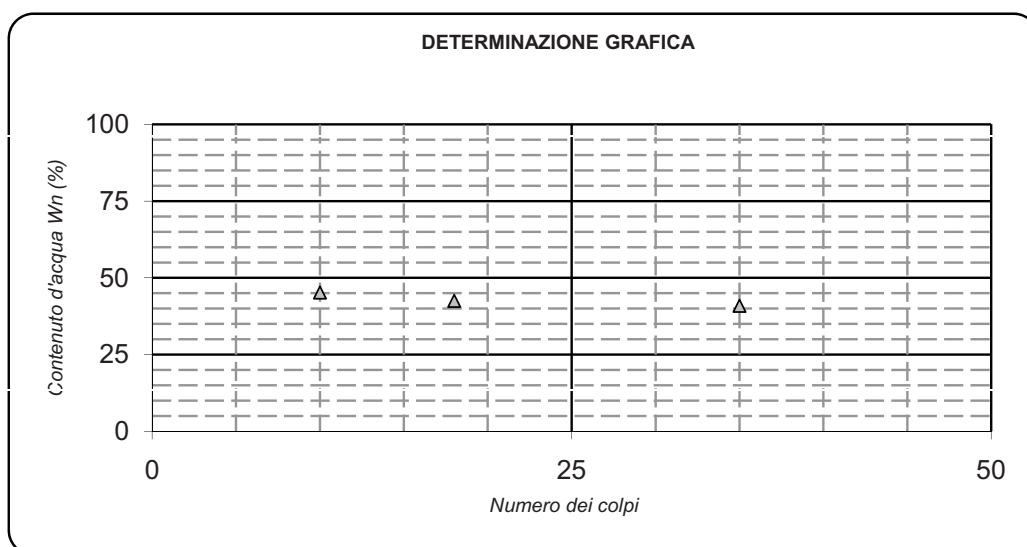 DETERMINAZIONE GRAFICA
100
75
50
25
0
Contenuto d'acqua Wn (%)
0 25 50
Numero dei colpi